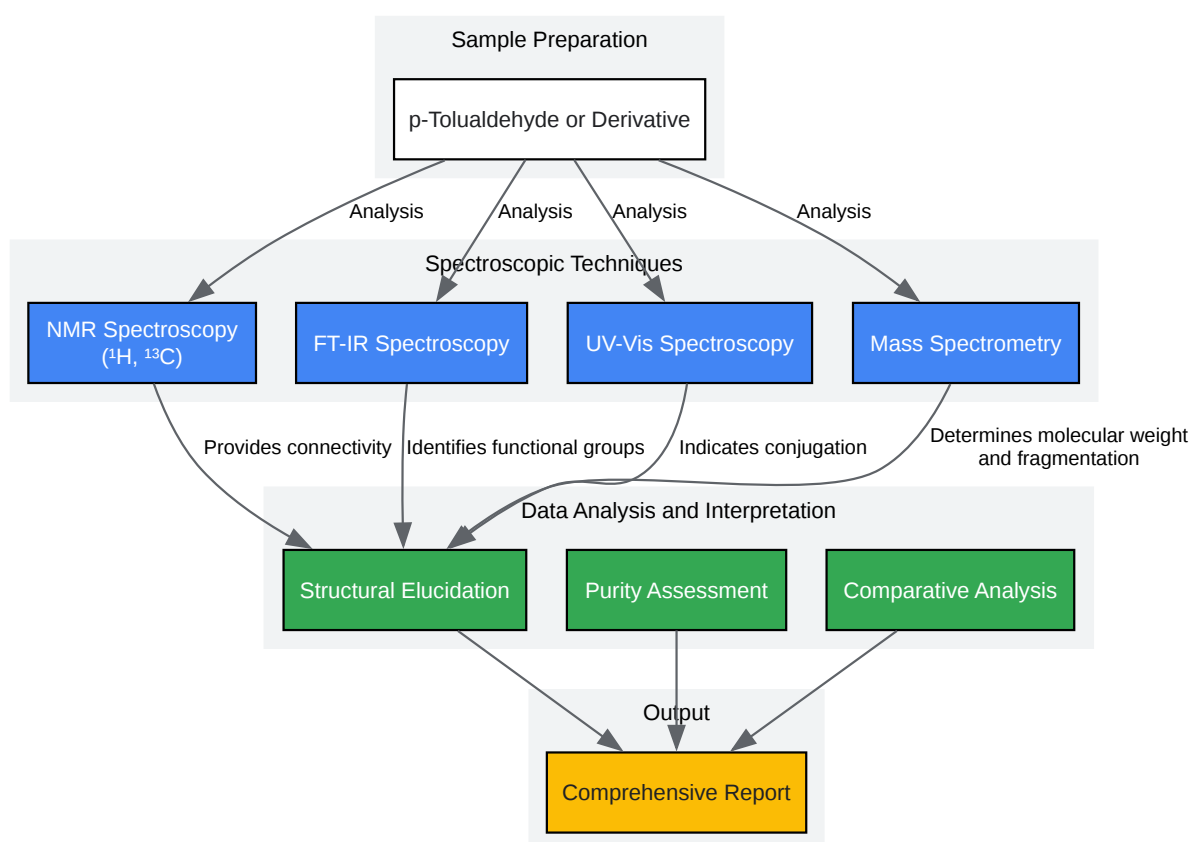 Sample Preparation
p-Tolualdehyde or Derivative
Analysis
Analysis
Analysis
Analysis
Spectroscopic Techniques
NMR Spectroscopy
(¹H, ¹³C)
FT-IR Spectroscopy
UV-Vis Spectroscopy
Mass Spectrometry
Provides connectivity
Identifies functional groups
Indicates conjugation
Determines molecular weight
and fragmentation
Data Analysis and Interpretation
Structural Elucidation
Purity Assessment
Comparative Analysis
Output
Comprehensive Report